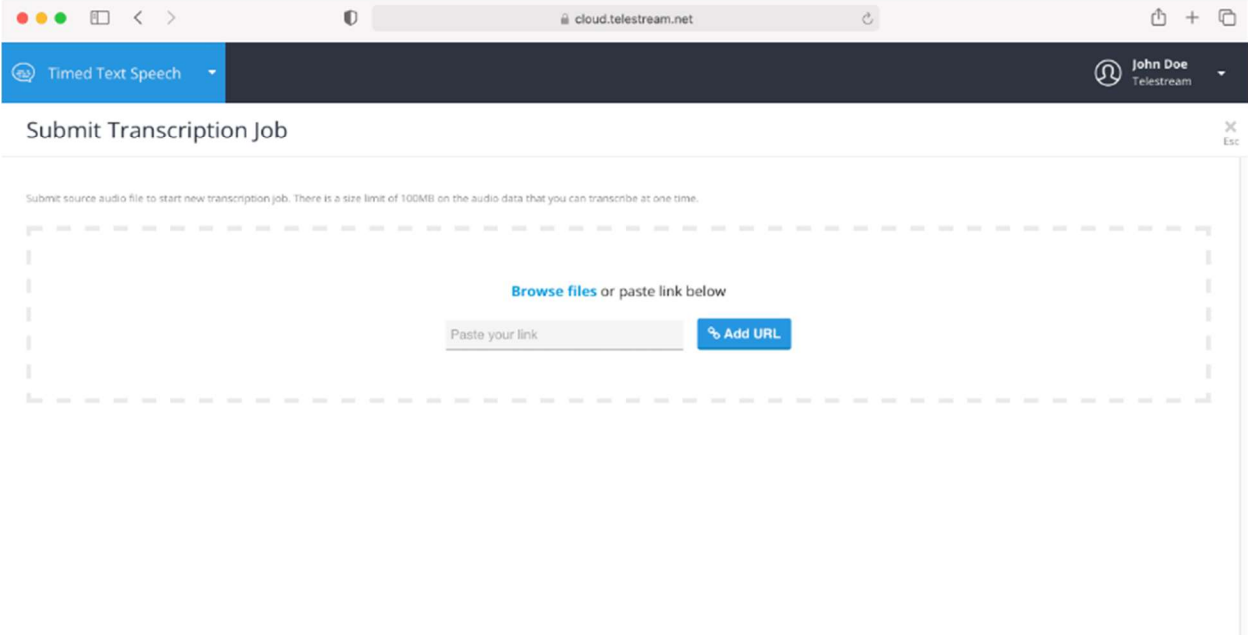 cloud.telestream.net
Timed Text Speech
John Doe
Telestream
Submit Transcription Job
Esc
Submit source audio file to start new transcription job. There is a size limit of 100MB on the audio data that you can transcribe at one time.
Browse files or paste link below
Paste your link
Add URL